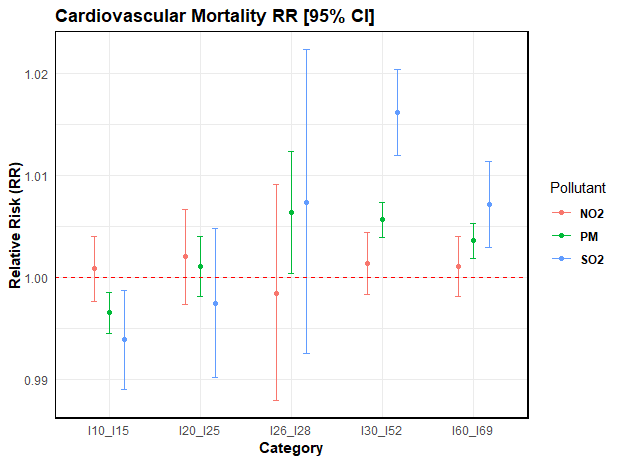 Cardiovascular Mortality RR [95% CI]
Relative Risk (RR)
1.02
1.01
1.00
0.99
I10_I15 I20_I25 I26_I28 I30_I52 I60_I69
Category
Pollutant
NO2
PM
SO2